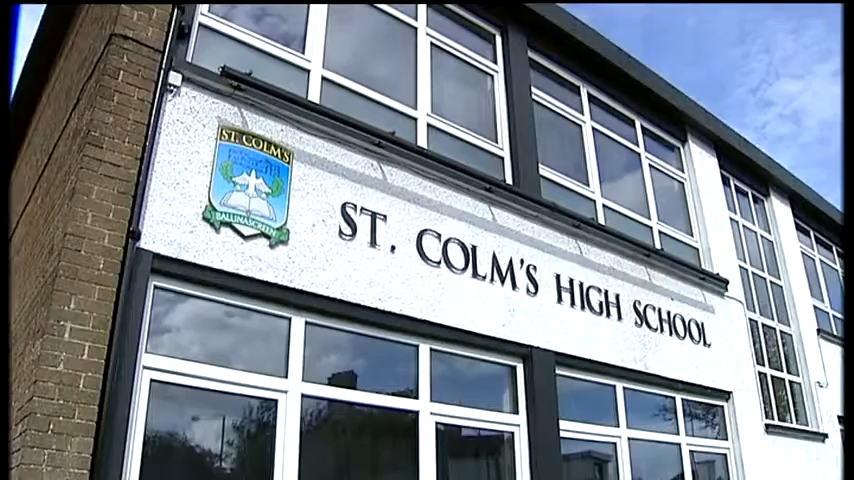 ST. COLM'S
BALLINASCREEN
ST. COLM'S HIGH SCHOOL